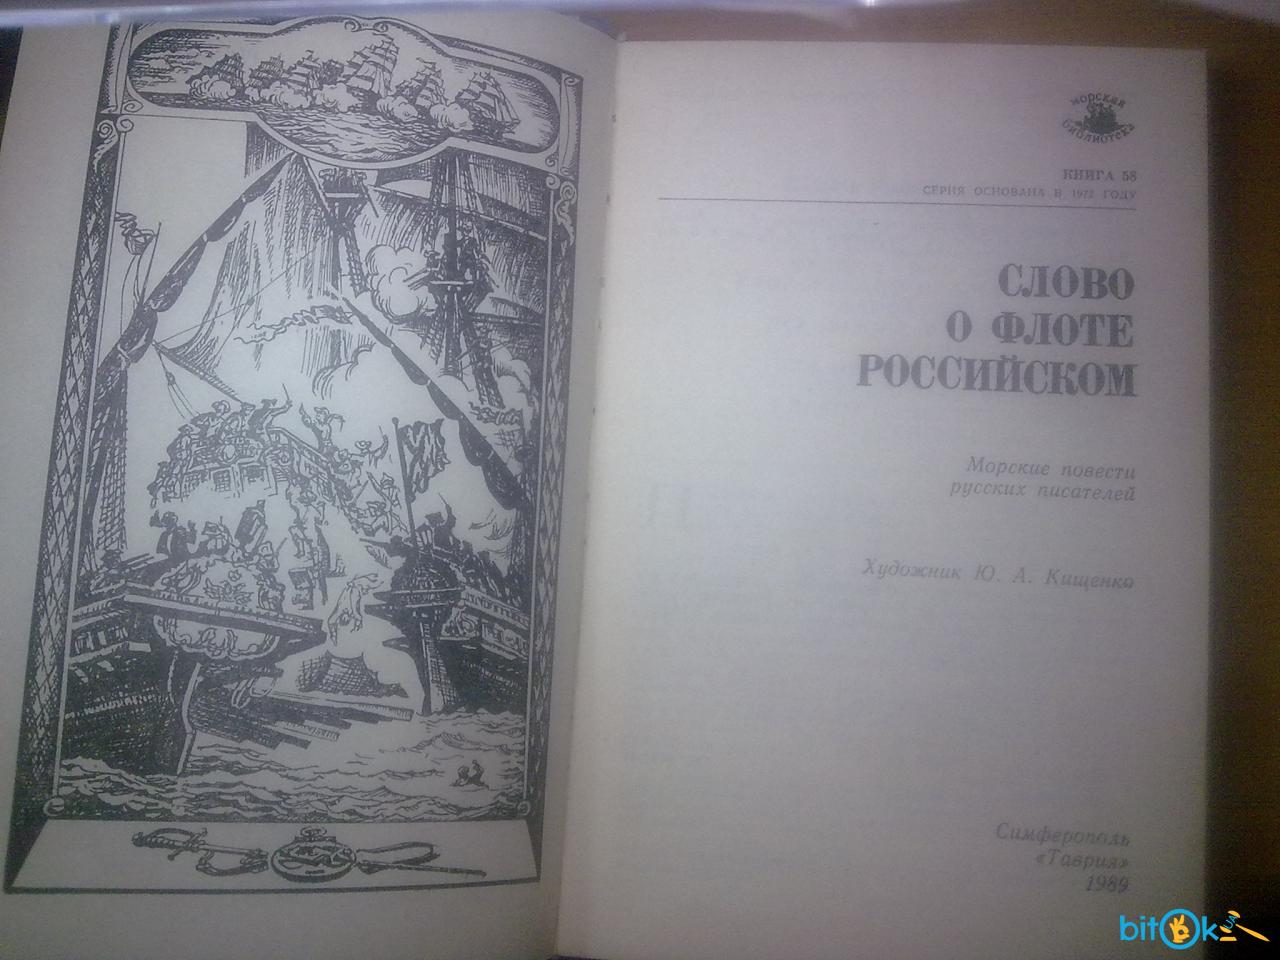 морская
библиотека
КНИГА 58
СЕРИЯ ОСНОВАНА В 1972 ГОДУ
СЛОВО
О ФЛОТЕ
РОССИЙСКОМ
Морские повести
русских писателей
Художник Ю. А. Кищенко
Симферополь
«Таврия»
1989
bitOk
UA